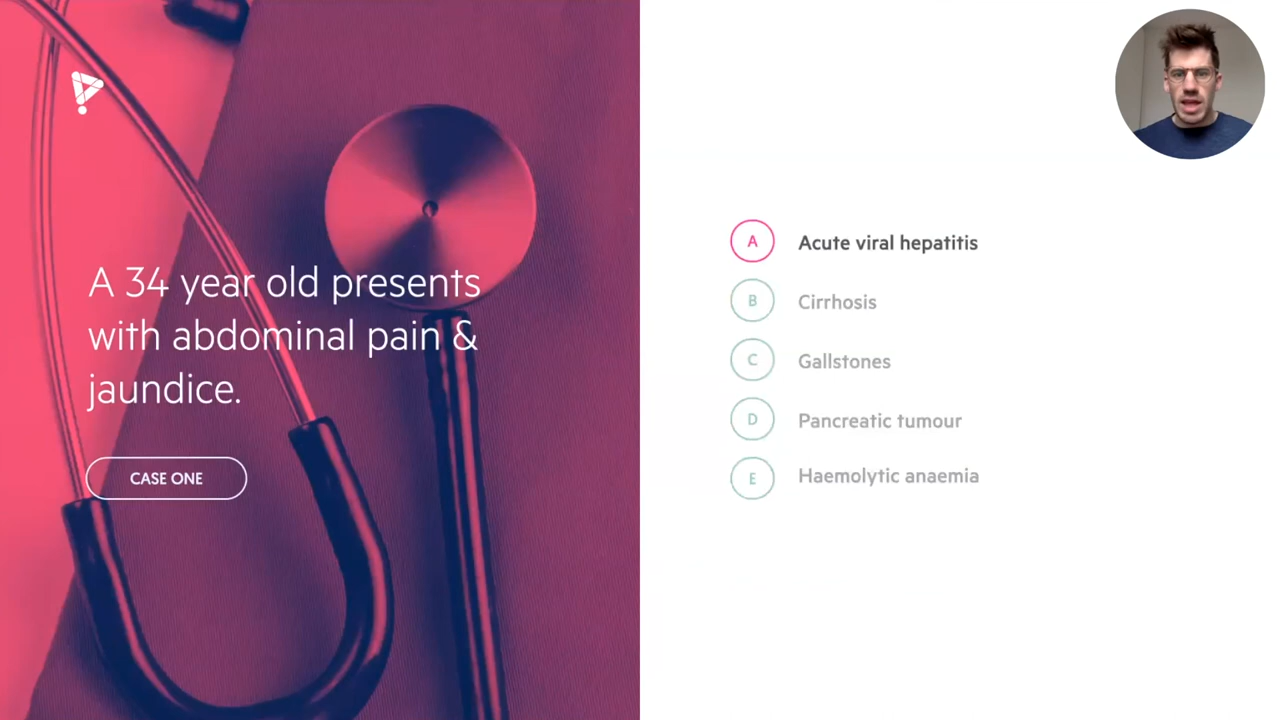 A 34 year old presents
with abdominal pain &
jaundice.
CASE ONE
A Acute viral hepatitis
B Cirrhosis
C Gallstones
D Pancreatic tumour
E Haemolytic anaemia